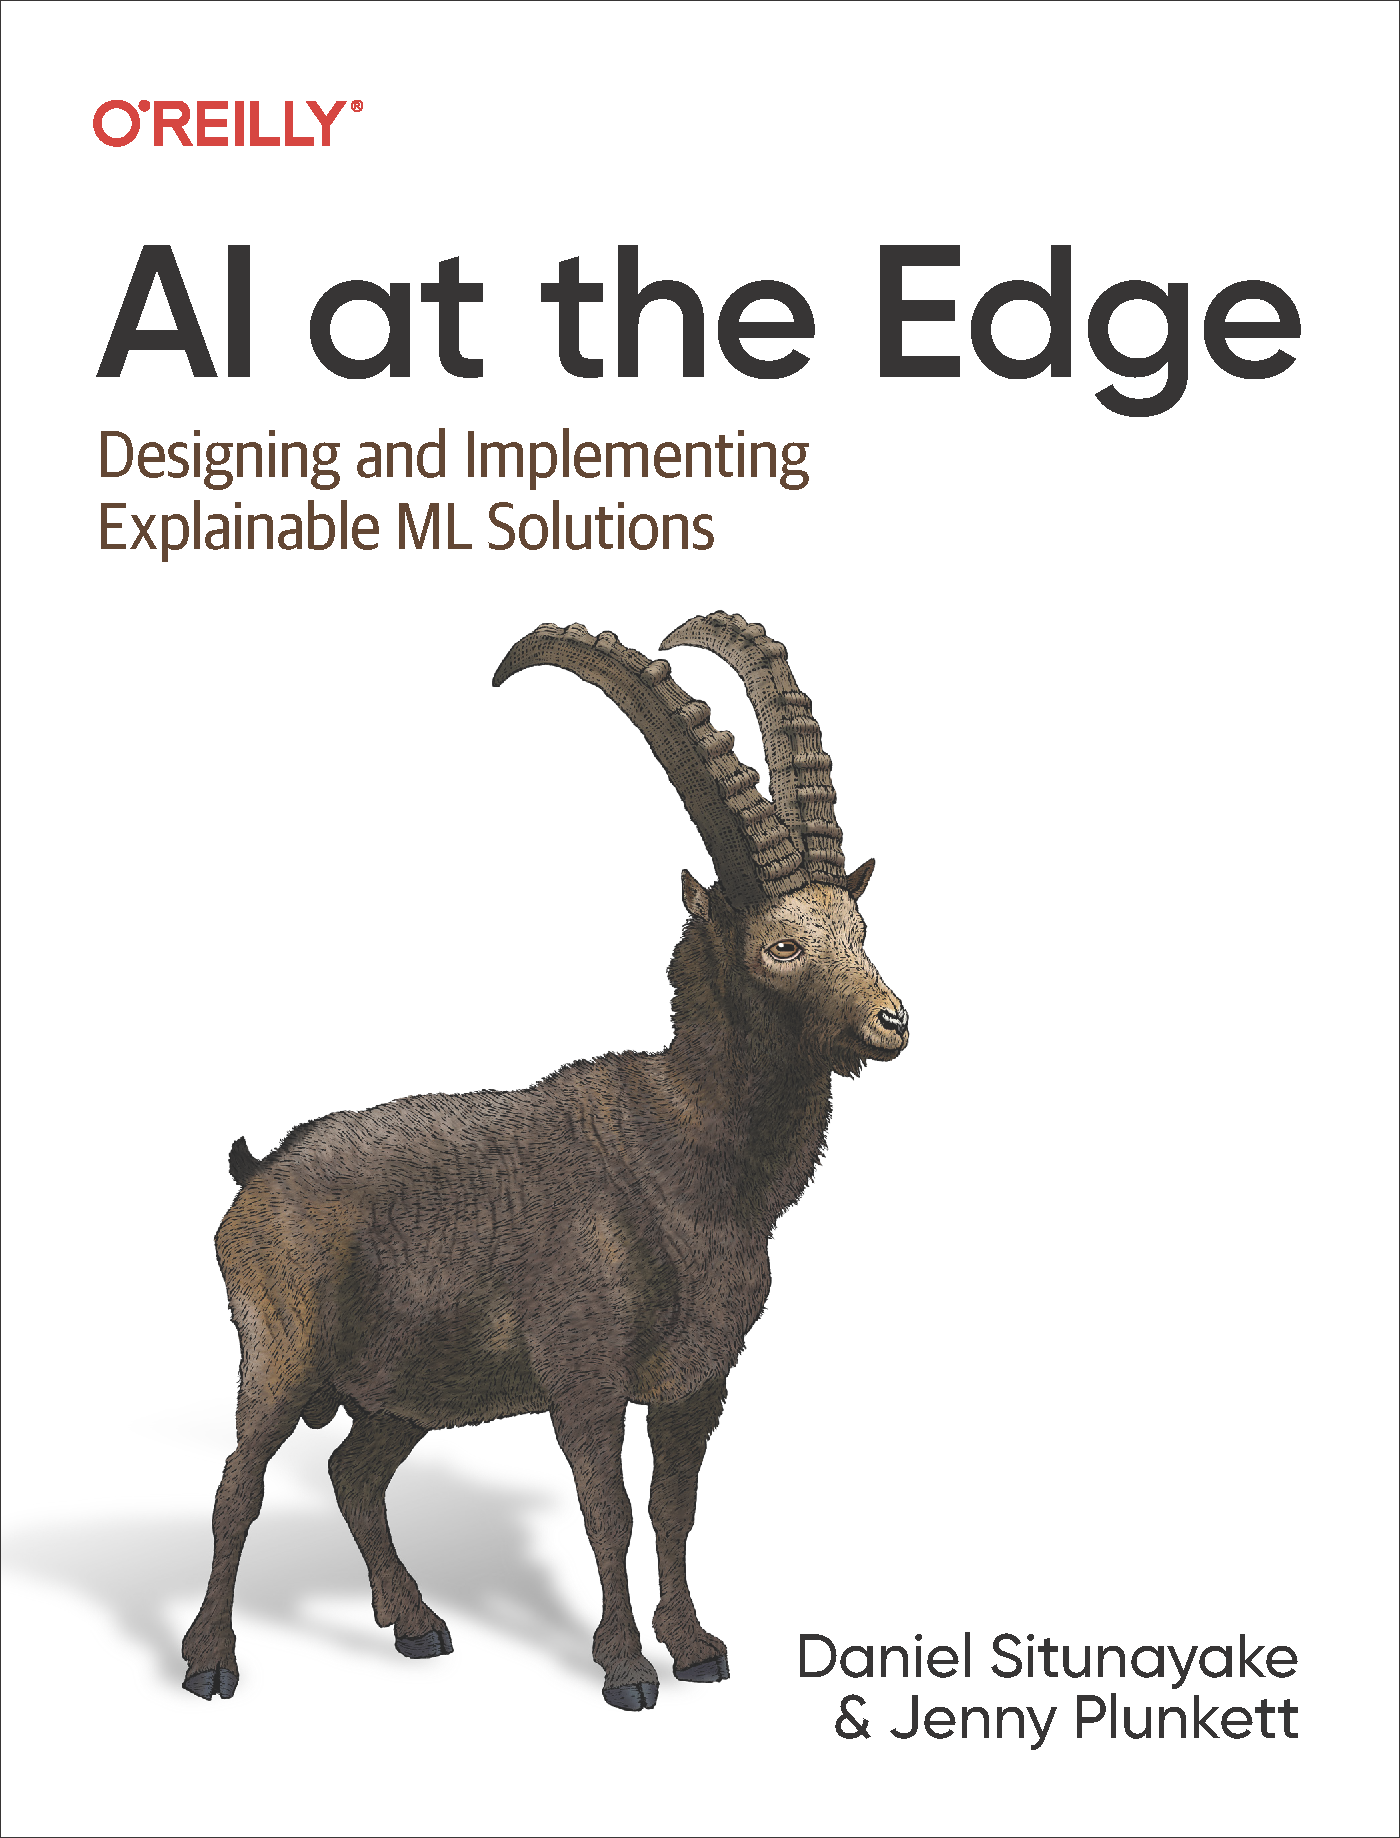 O'REILLY®
AI at the Edge
Designing and Implementing
Explainable ML Solutions
Daniel Situnayake
& Jenny Plunkett